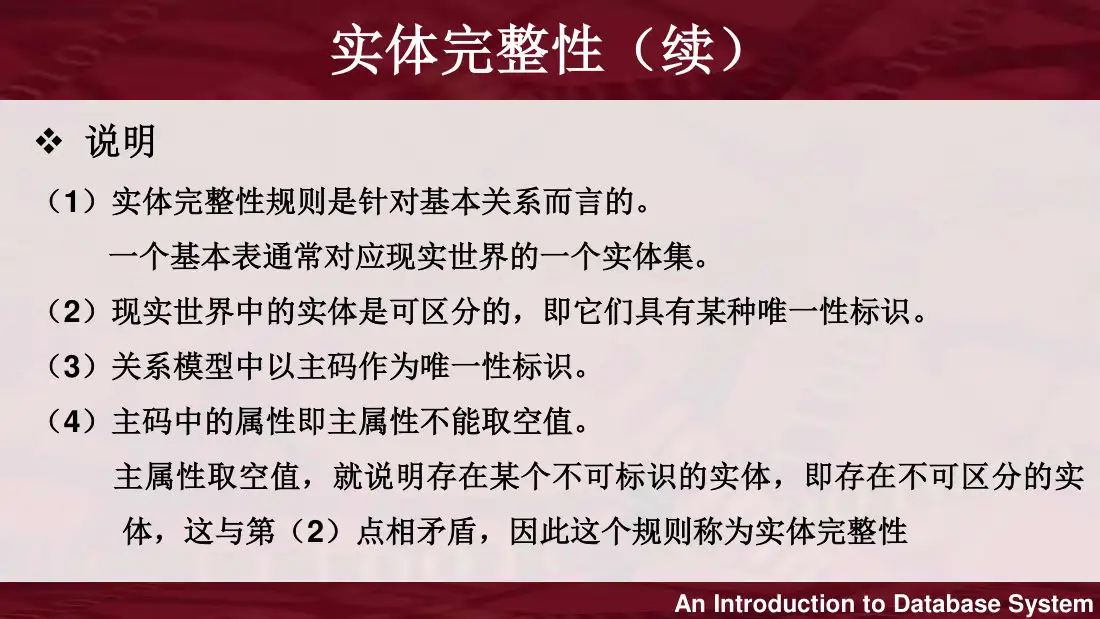 实体完整性（续）
❖ 说明
（1）实体完整性规则是针对基本关系而言的。
一个基本表通常对应现实世界的一个实体集。
（2）现实世界中的实体是可区分的，即它们具有某种唯一性标识。
（3）关系模型中以主码作为唯一性标识。
（4）主码中的属性即主属性不能取空值。
主属性取空值，就说明存在某个不可标识的实体，即存在不可区分的实
体，这与第（2）点相矛盾，因此这个规则称为实体完整性
An Introduction to Database System